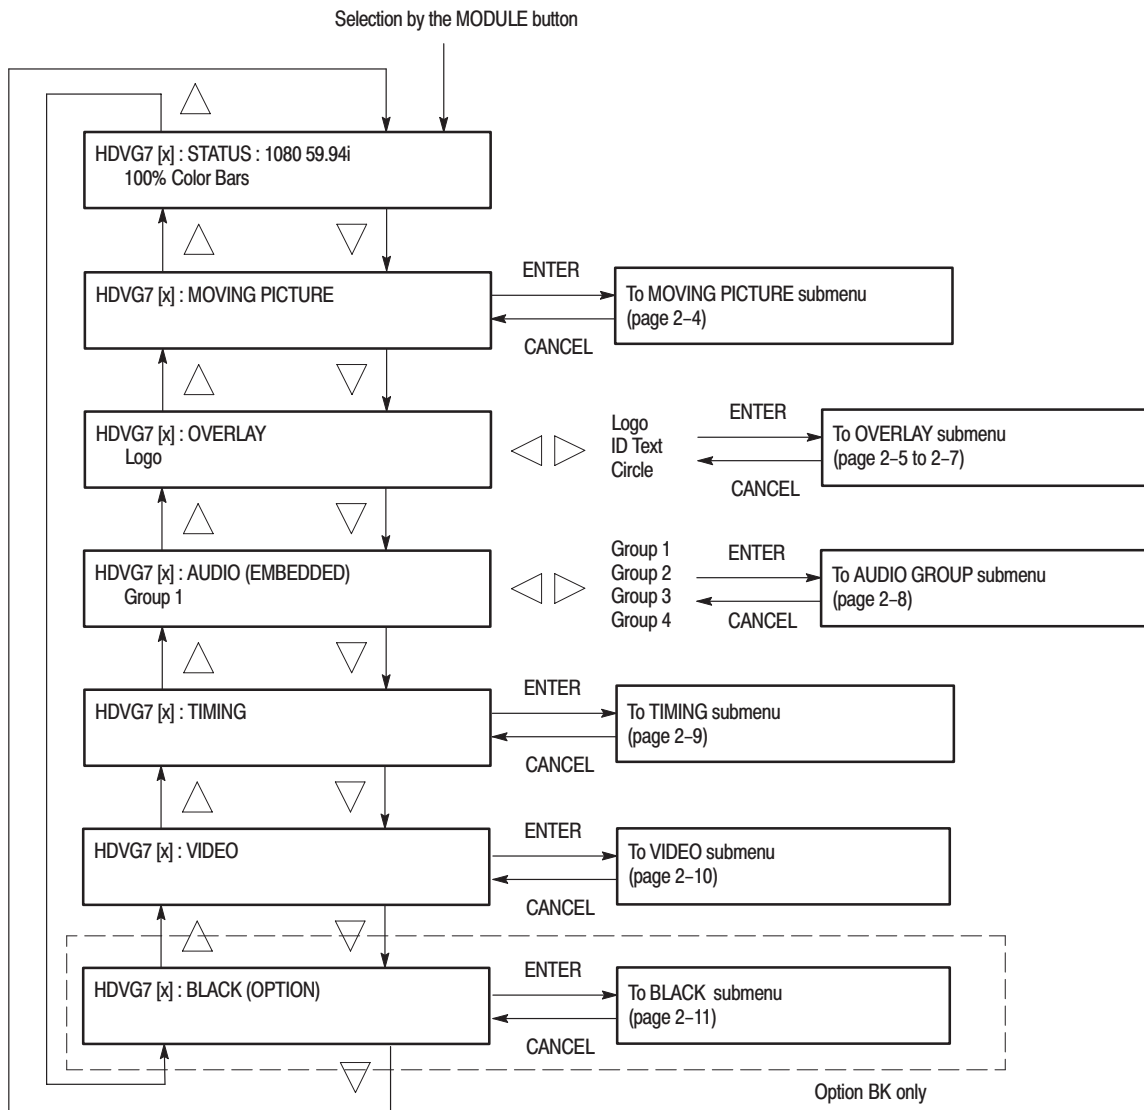 Selection by the MODULE button
HDVG7 [x] : STATUS : 1080 59.94i
100% Color Bars
HDVG7 [x] : MOVING PICTURE
ENTER
CANCEL
To MOVING PICTURE submenu
(page 2–4)
HDVG7 [x] : OVERLAY
Logo
Logo
ID Text
Circle
ENTER
CANCEL
To OVERLAY submenu
(page 2–5 to 2–7)
HDVG7 [x] : AUDIO (EMBEDDED)
Group 1
Group 1
Group 2
Group 3
Group 4
ENTER
CANCEL
To AUDIO GROUP submenu
(page 2–8)
HDVG7 [x] : TIMING
ENTER
CANCEL
To TIMING submenu
(page 2–9)
HDVG7 [x] : VIDEO
ENTER
CANCEL
To VIDEO submenu
(page 2–10)
HDVG7 [x] : BLACK (OPTION)
ENTER
CANCEL
To BLACK submenu
(page 2–11)
Option BK only